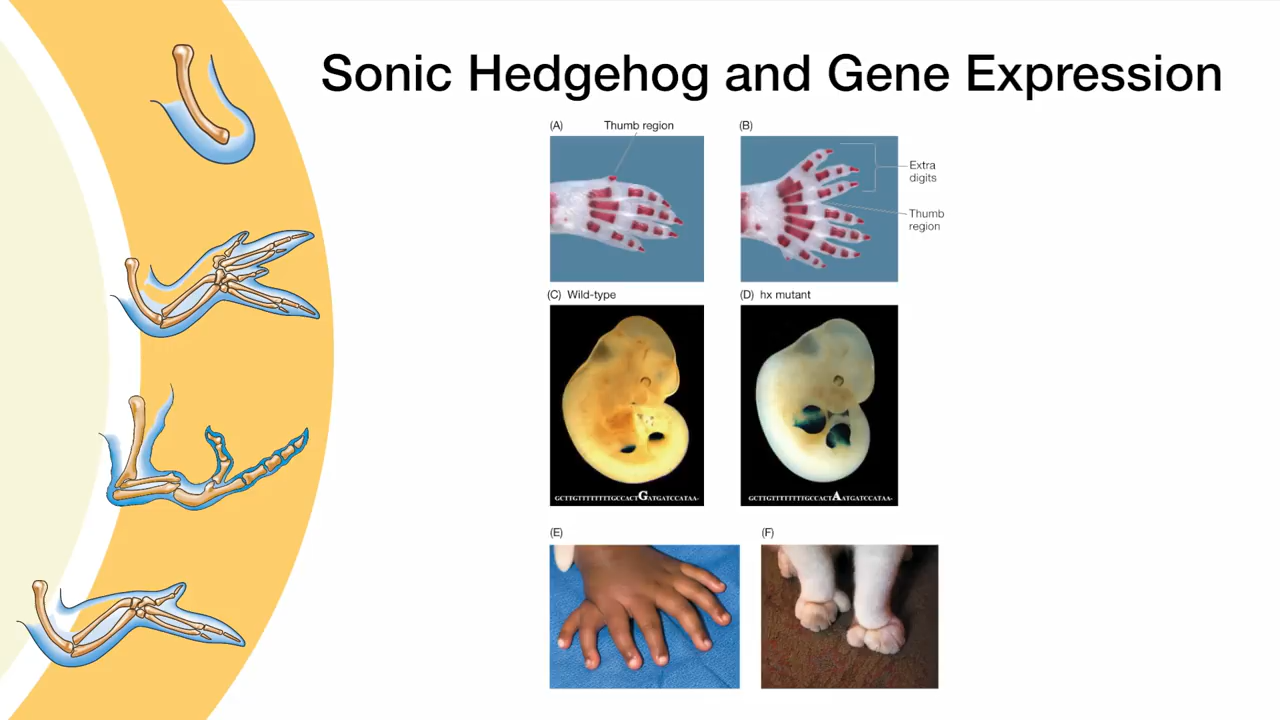 Sonic Hedgehog and Gene Expression
(A)
Thumb region
(B)
Extra
digits
Thumb
region
(C) Wild-type
(D) hx mutant
GCTTGTTTTTTTTGCCACTGATGATCCATAA-
GCTTGTTTTTTTTGCCACTAATGATCCATAA-
(E)
(F)